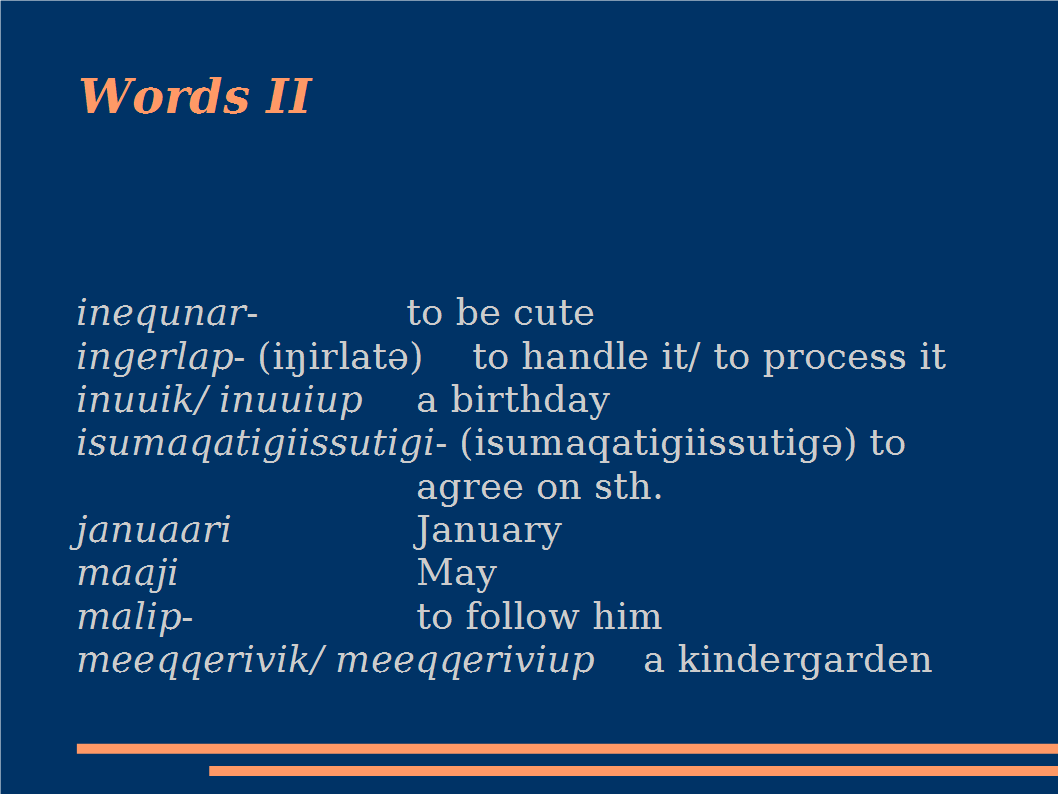 Words II
inequnar- to be cute
ingerlap- (iŋirlatə) to handle it/ to process it
inuuik/ inuuiup a birthday
isumaqatigiissutigi- (isumaqatigiissutigə) to
agree on sth.
januaari January
maaji May
malip- to follow him
meeqqerivik/ meeqqeriviup a kindergarden